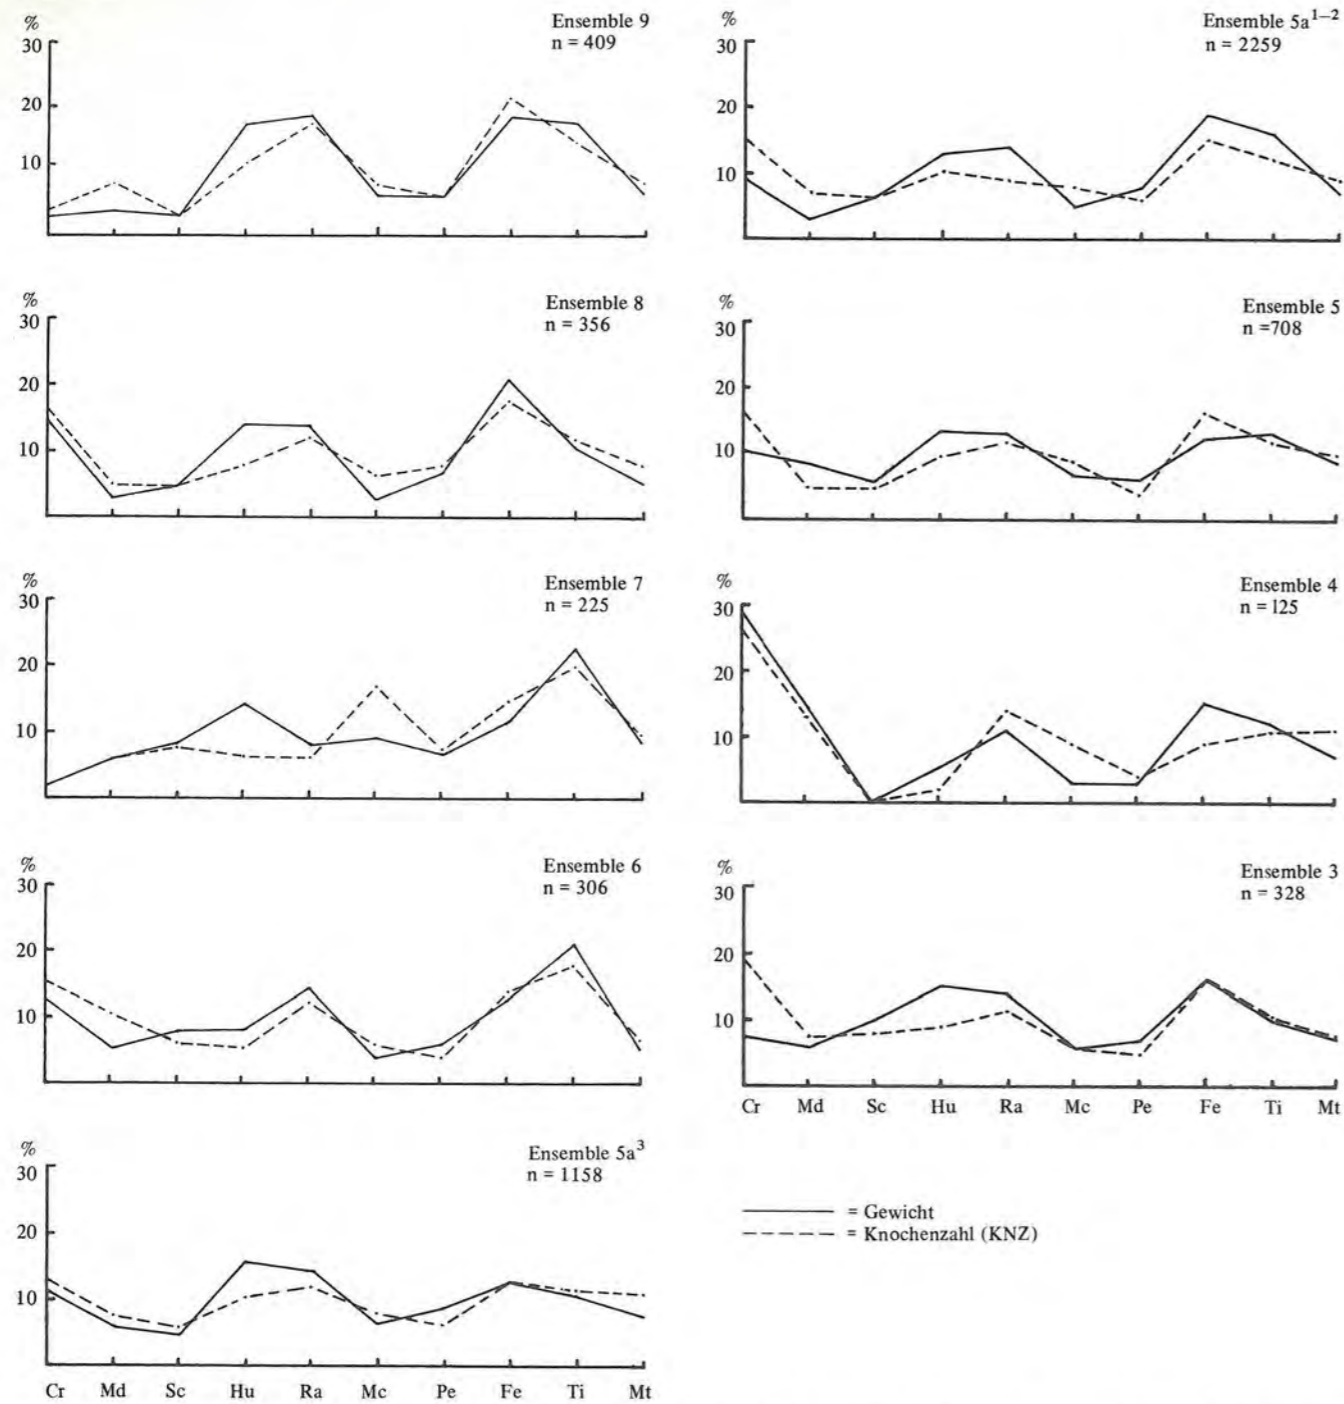 %
30
20
10
Ensemble 9
n = 409
%
30
20
10
Ensemble 8
n = 356
%
30
20
10
Ensemble 7
n = 225
%
30
20
10
Ensemble 6
n = 306
%
30
20
10
Ensemble 5a³
n = 1158
Cr Md Sc Hu Ra Mc Pe Fe Ti Mt
%
30
20
10
Ensemble 5a¹⁻²
n = 2259
%
30
20
10
Ensemble 5
n =708
%
30
20
10
Ensemble 4
n = 125
%
30
20
10
Ensemble 3
n = 328
Cr Md Sc Hu Ra Mc Pe Fe Ti Mt
= Gewicht
= Knochenzahl (KNZ)